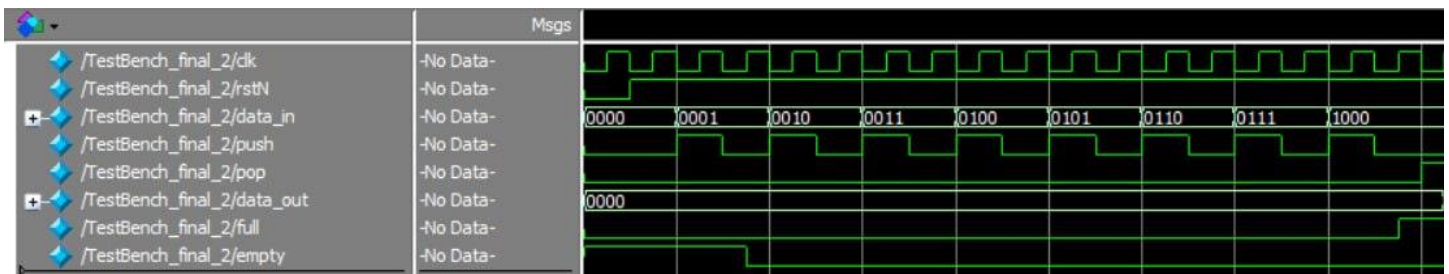 Msgs
/TestBench_final_2/clk -No Data-
/TestBench_final_2/rstN -No Data-
/TestBench_final_2/data_in -No Data- 0000 0001 0010 0011 0100 0101 0110 0111 1000
/TestBench_final_2/push -No Data-
/TestBench_final_2/pop -No Data-
/TestBench_final_2/data_out -No Data- 0000
/TestBench_final_2/full -No Data-
/TestBench_final_2/empty -No Data-